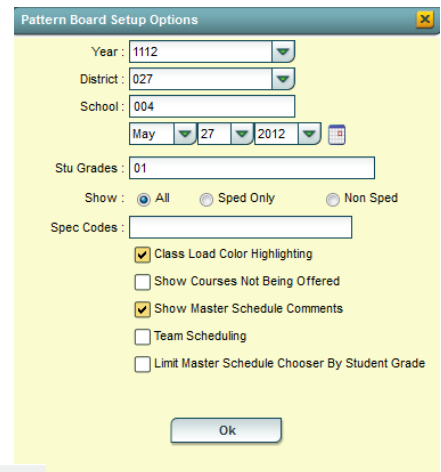 Pattern Board Setup Options
Year : 1112
District : 027
School : 004
May 27 2012
Stu Grades : 01
Show : All Sped Only Non Sped
Spec Codes :
Class Load Color Highlighting
Show Courses Not Being Offered
Show Master Schedule Comments
Team Scheduling
Limit Master Schedule Chooser By Student Grade
Ok